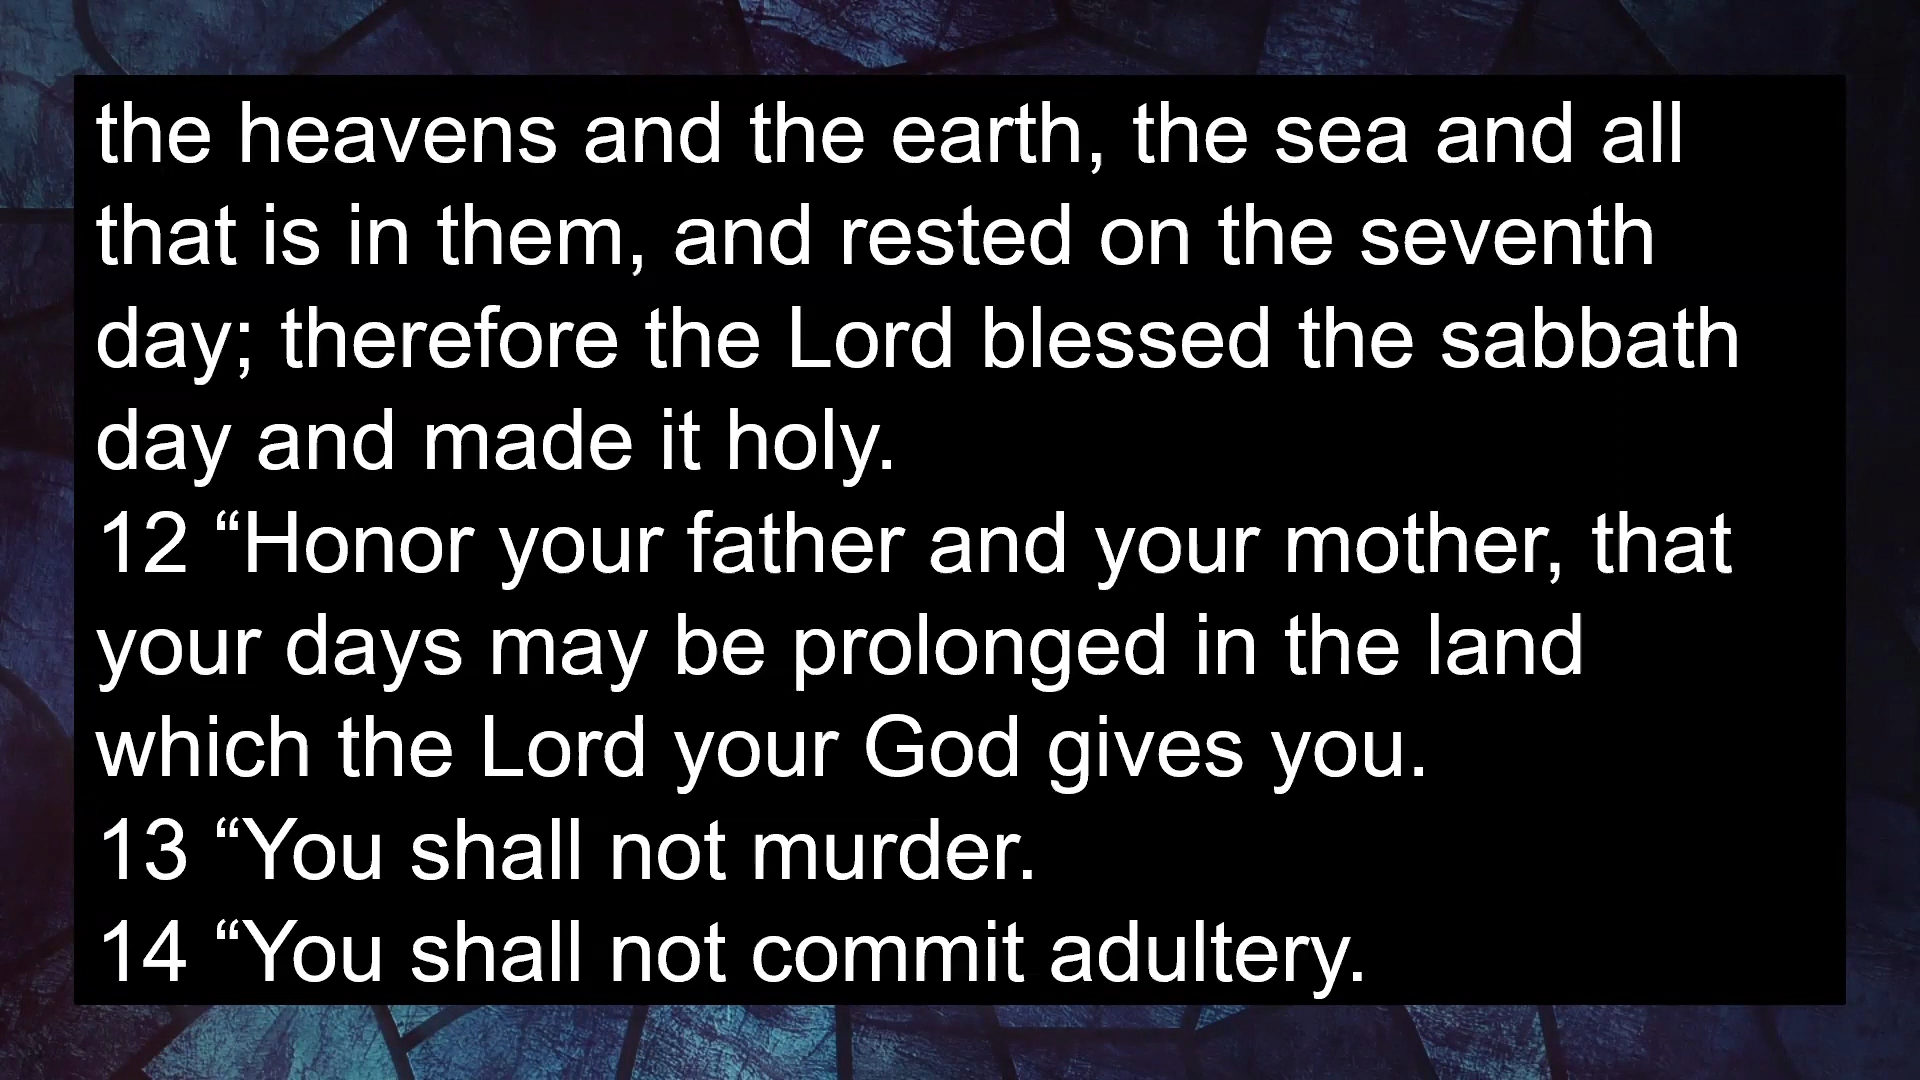 the heavens and the earth, the sea and all
that is in them, and rested on the seventh
day; therefore the Lord blessed the sabbath
day and made it holy.
12 “Honor your father and your mother, that
your days may be prolonged in the land
which the Lord your God gives you.
13 “You shall not murder.
14 “You shall not commit adultery.